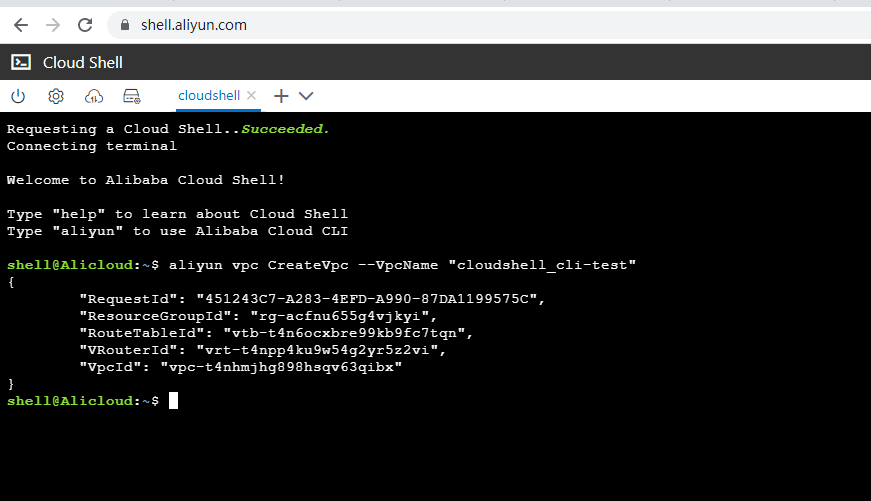 shell.aliyun.com
Cloud Shell
cloudshell
Requesting a Cloud Shell..Succeeded.
Connecting terminal
Welcome to Alibaba Cloud Shell!
Type "help" to learn about Cloud Shell
Type "aliyun" to use Alibaba Cloud CLI
shell@Alicloud:~$ aliyun vpc CreateVpc --VpcName "cloudshell_cli-test"
{
"RequestId": "451243C7-A283-4EFD-A990-87DA1199575C",
"ResourceGroupId": "rg-acfnu655g4vjkyi",
"RouteTableId": "vtb-t4n6ocxbre99kb9fc7tqn",
"VRouterId": "vrt-t4npp4ku9w54g2yr5z2vi",
"VpcId": "vpc-t4nhmjhg898hsqv63qibx"
}
shell@Alicloud:~$